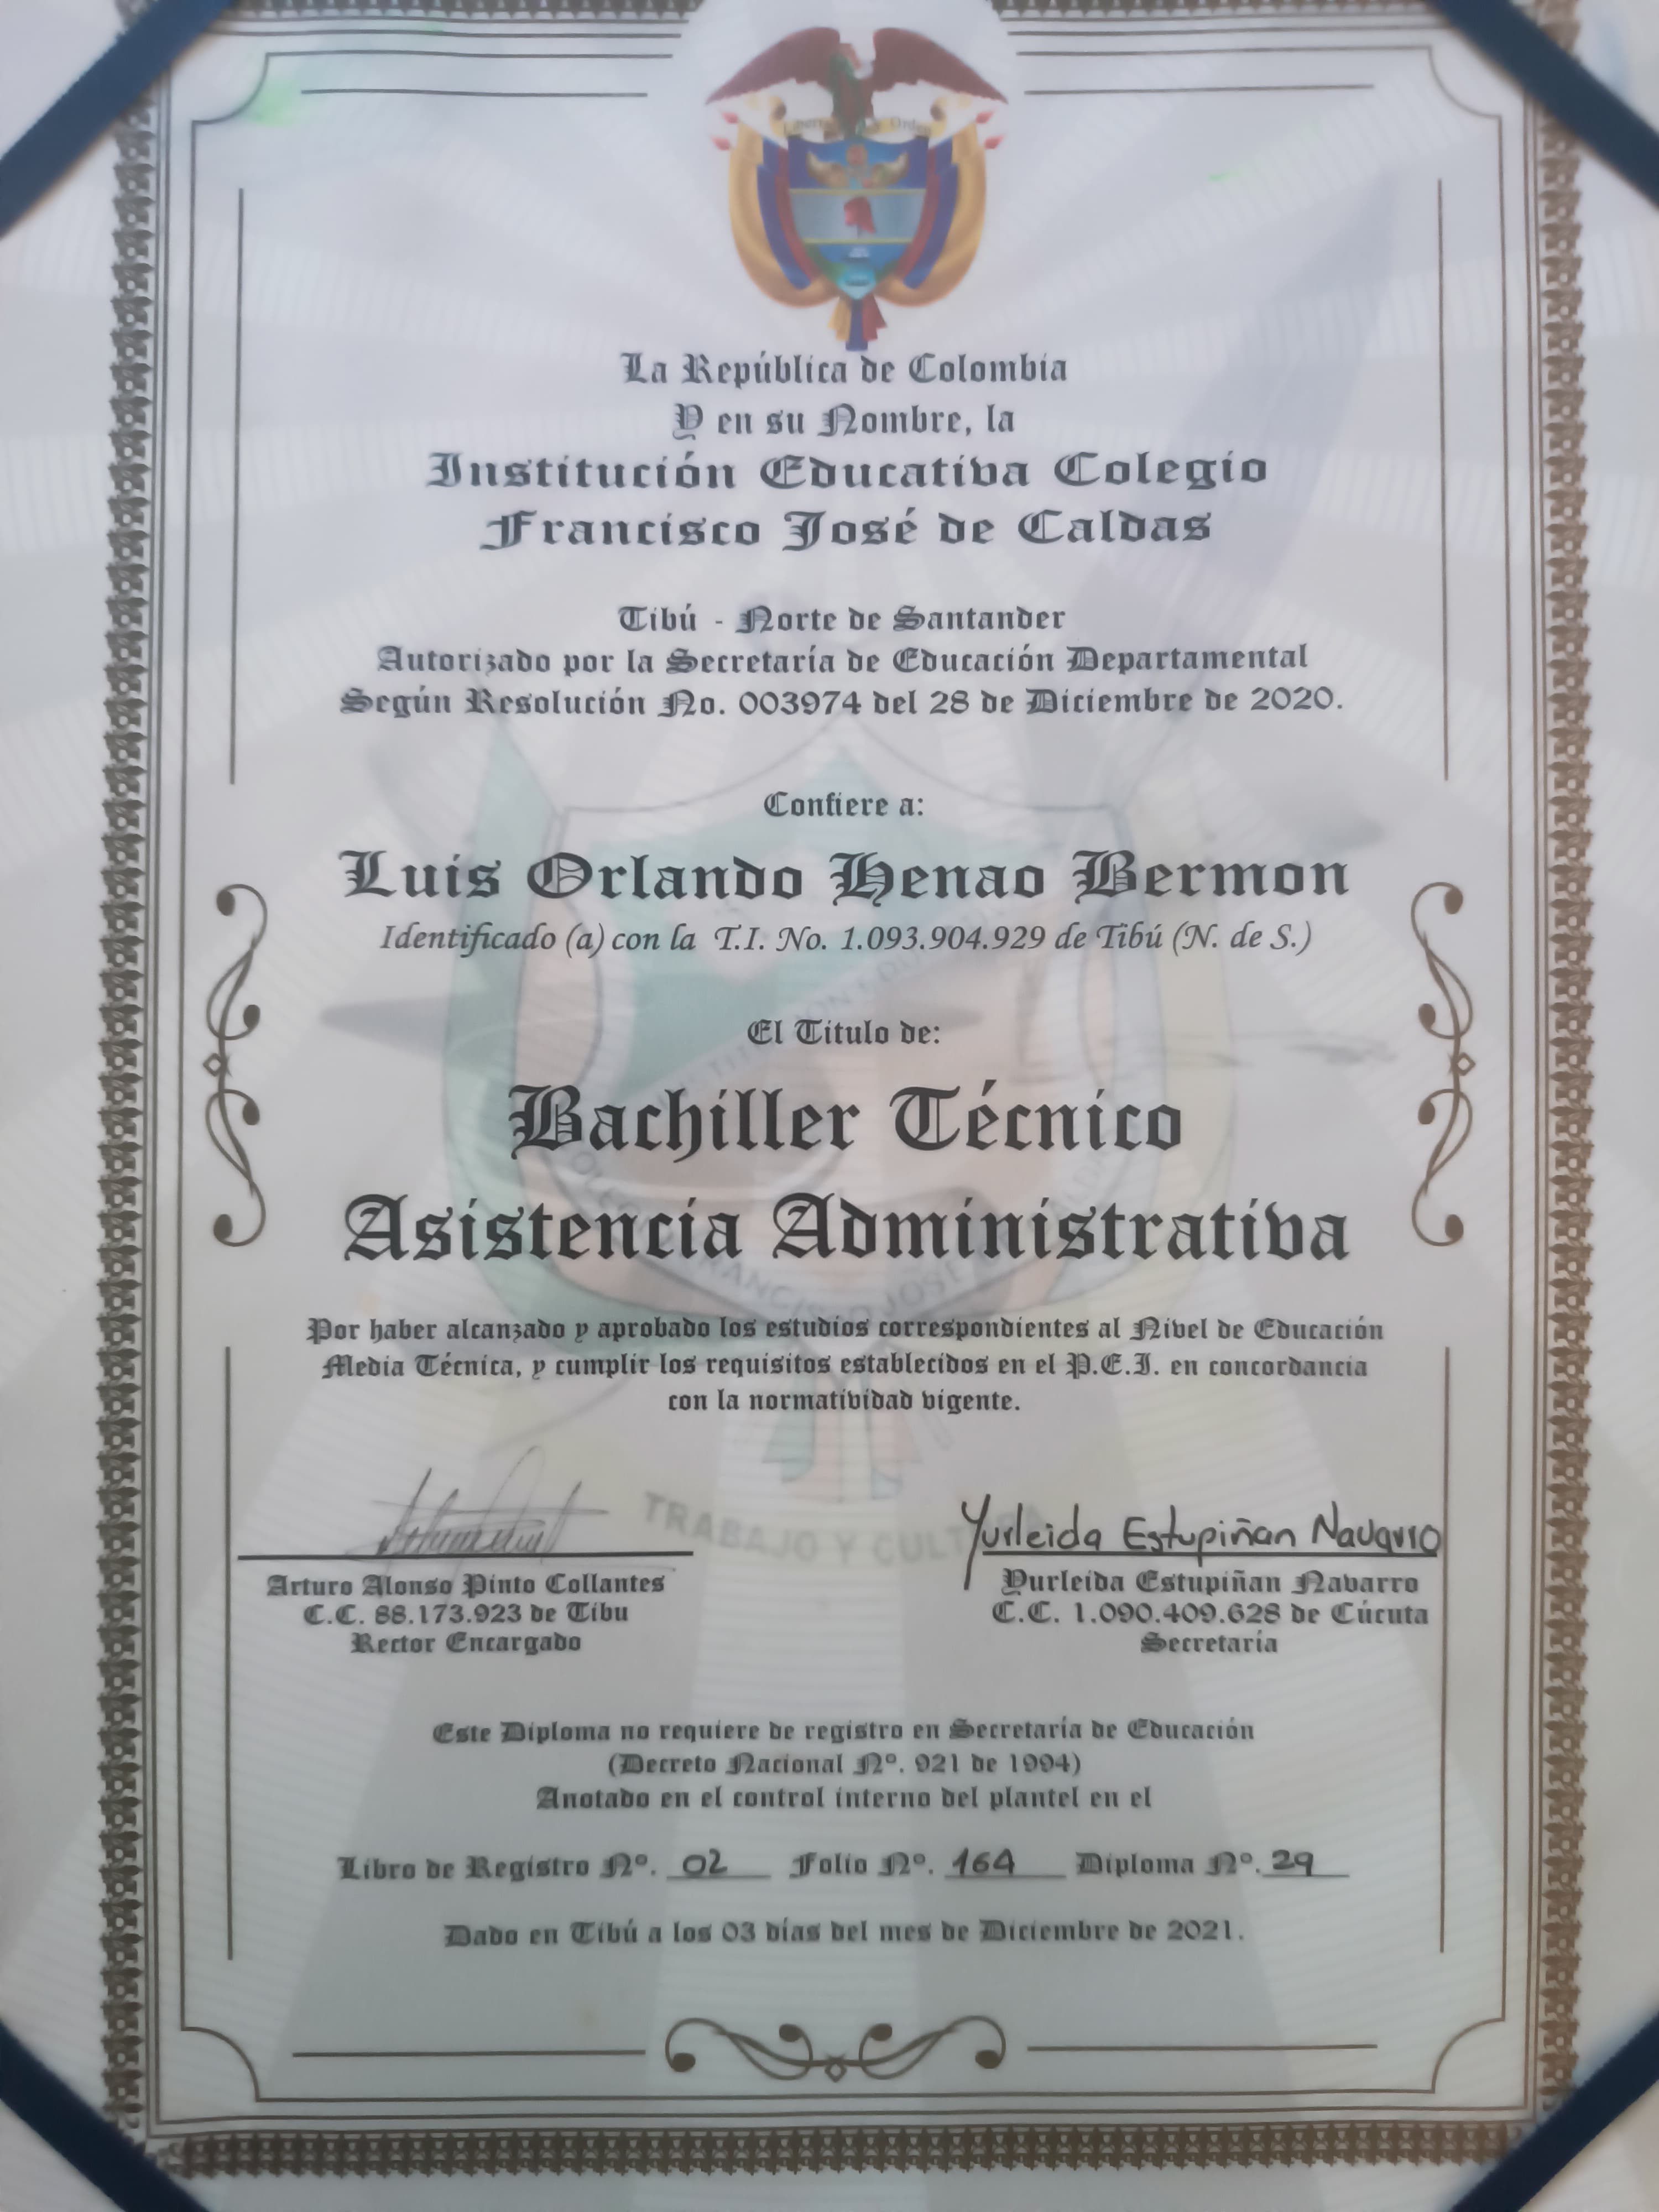 La República de Colombia
Y en su Nombre, la
Institución Educativa Colegio
Francisco José de Caldas
Tibú - Norte de Santander
Autorizado por la Secretaría de Educación Departamental
Según Resolución No. 003974 del 28 de Diciembre de 2020.
Confiere a:
Luis Orlando Henao Bermon
Identificado (a) con la T.I. No. 1.093.904.929 de Tibú (N. de S.)
El Título de:
Bachiller Técnico
Asistencia Administrativa
Por haber alcanzado y aprobado los estudios correspondientes al Nivel de Educación
Media Técnica, y cumplir los requisitos establecidos en el P.E.I. en concordancia
con la normatividad vigente.
TRABAJO Y CULTURA
Yurleida Estupiñan Navarro
Arturo Alonso Pinto Collantes
C.C. 88.173.923 de Tibu
Rector Encargado
Yurleida Estupiñan Navarro
C.C. 1.090.409.628 de Cúcuta
Secretaría
Este Diploma no requiere de registro en Secretaría de Educación
(Decreto Nacional Nº. 921 de 1994)
Anotado en el control interno del plantel en el
Libro de Registro Nº. 02 Folio Nº. 164 Diploma Nº. 29
Dado en Tibú a los 03 días del mes de Diciembre de 2021.